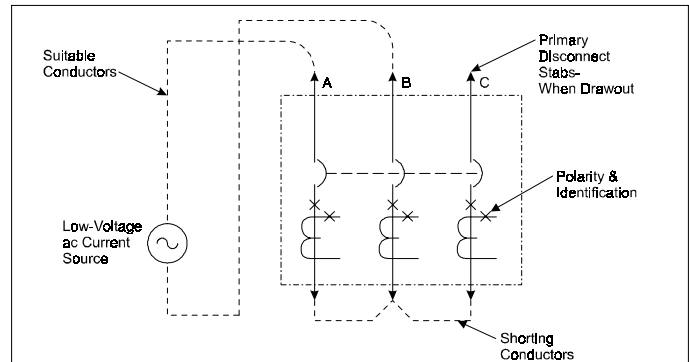 Suitable
Conductors
Primary
Disconnect
Stabs-
When Drawout
A
B
C
Polarity &
Identification
Low-Voltage
ac Current
Source
Shorting
Conductors